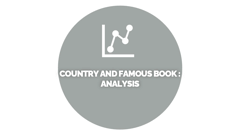 COUNTRY AND FAMOUS BOOK :
ANALYSIS